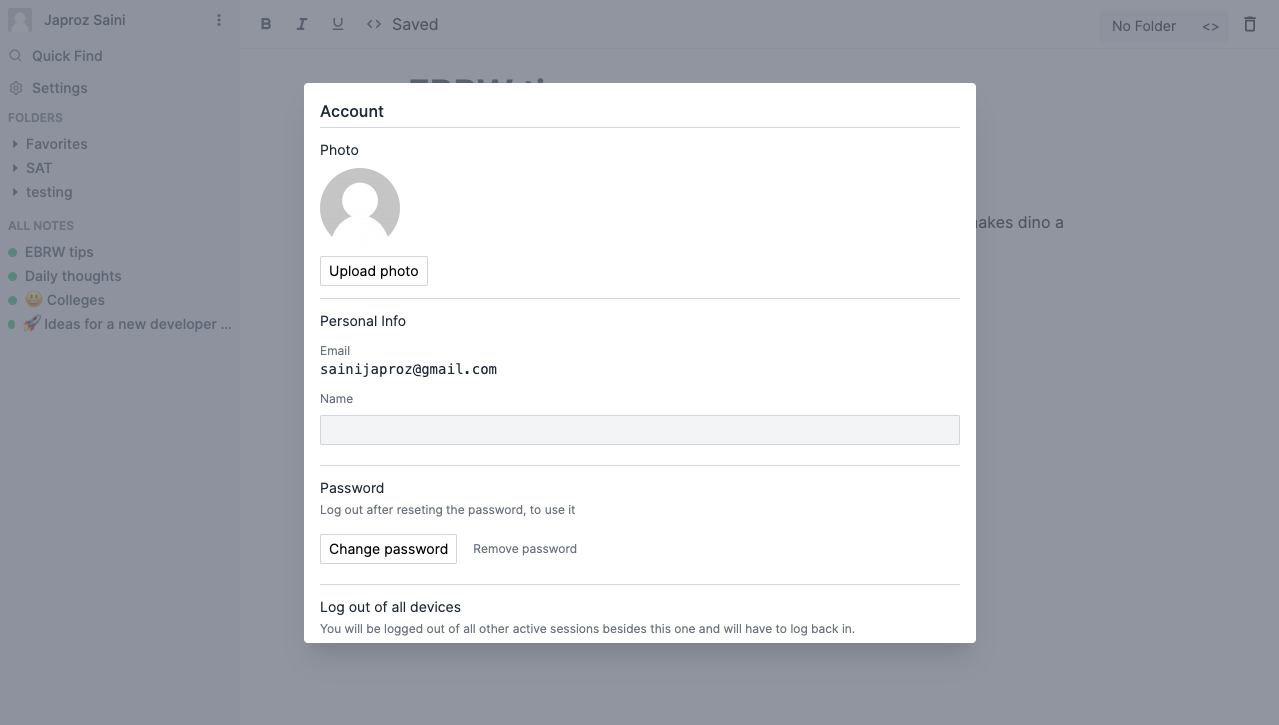 Japroz Saini
Quick Find
Settings
FOLDERS
Favorites
SAT
testing
ALL NOTES
EBRW tips
Daily thoughts
😃 Colleges
🚀 Ideas for a new developer ...
B I U <> Saved
No Folder <>
akes dino a
Account
Photo
Upload photo
Personal Info
Email
sainijaproz@gmail.com
Name
Password
Log out after reseting the password, to use it
Change password Remove password
Log out of all devices
You will be logged out of all other active sessions besides this one and will have to log back in.